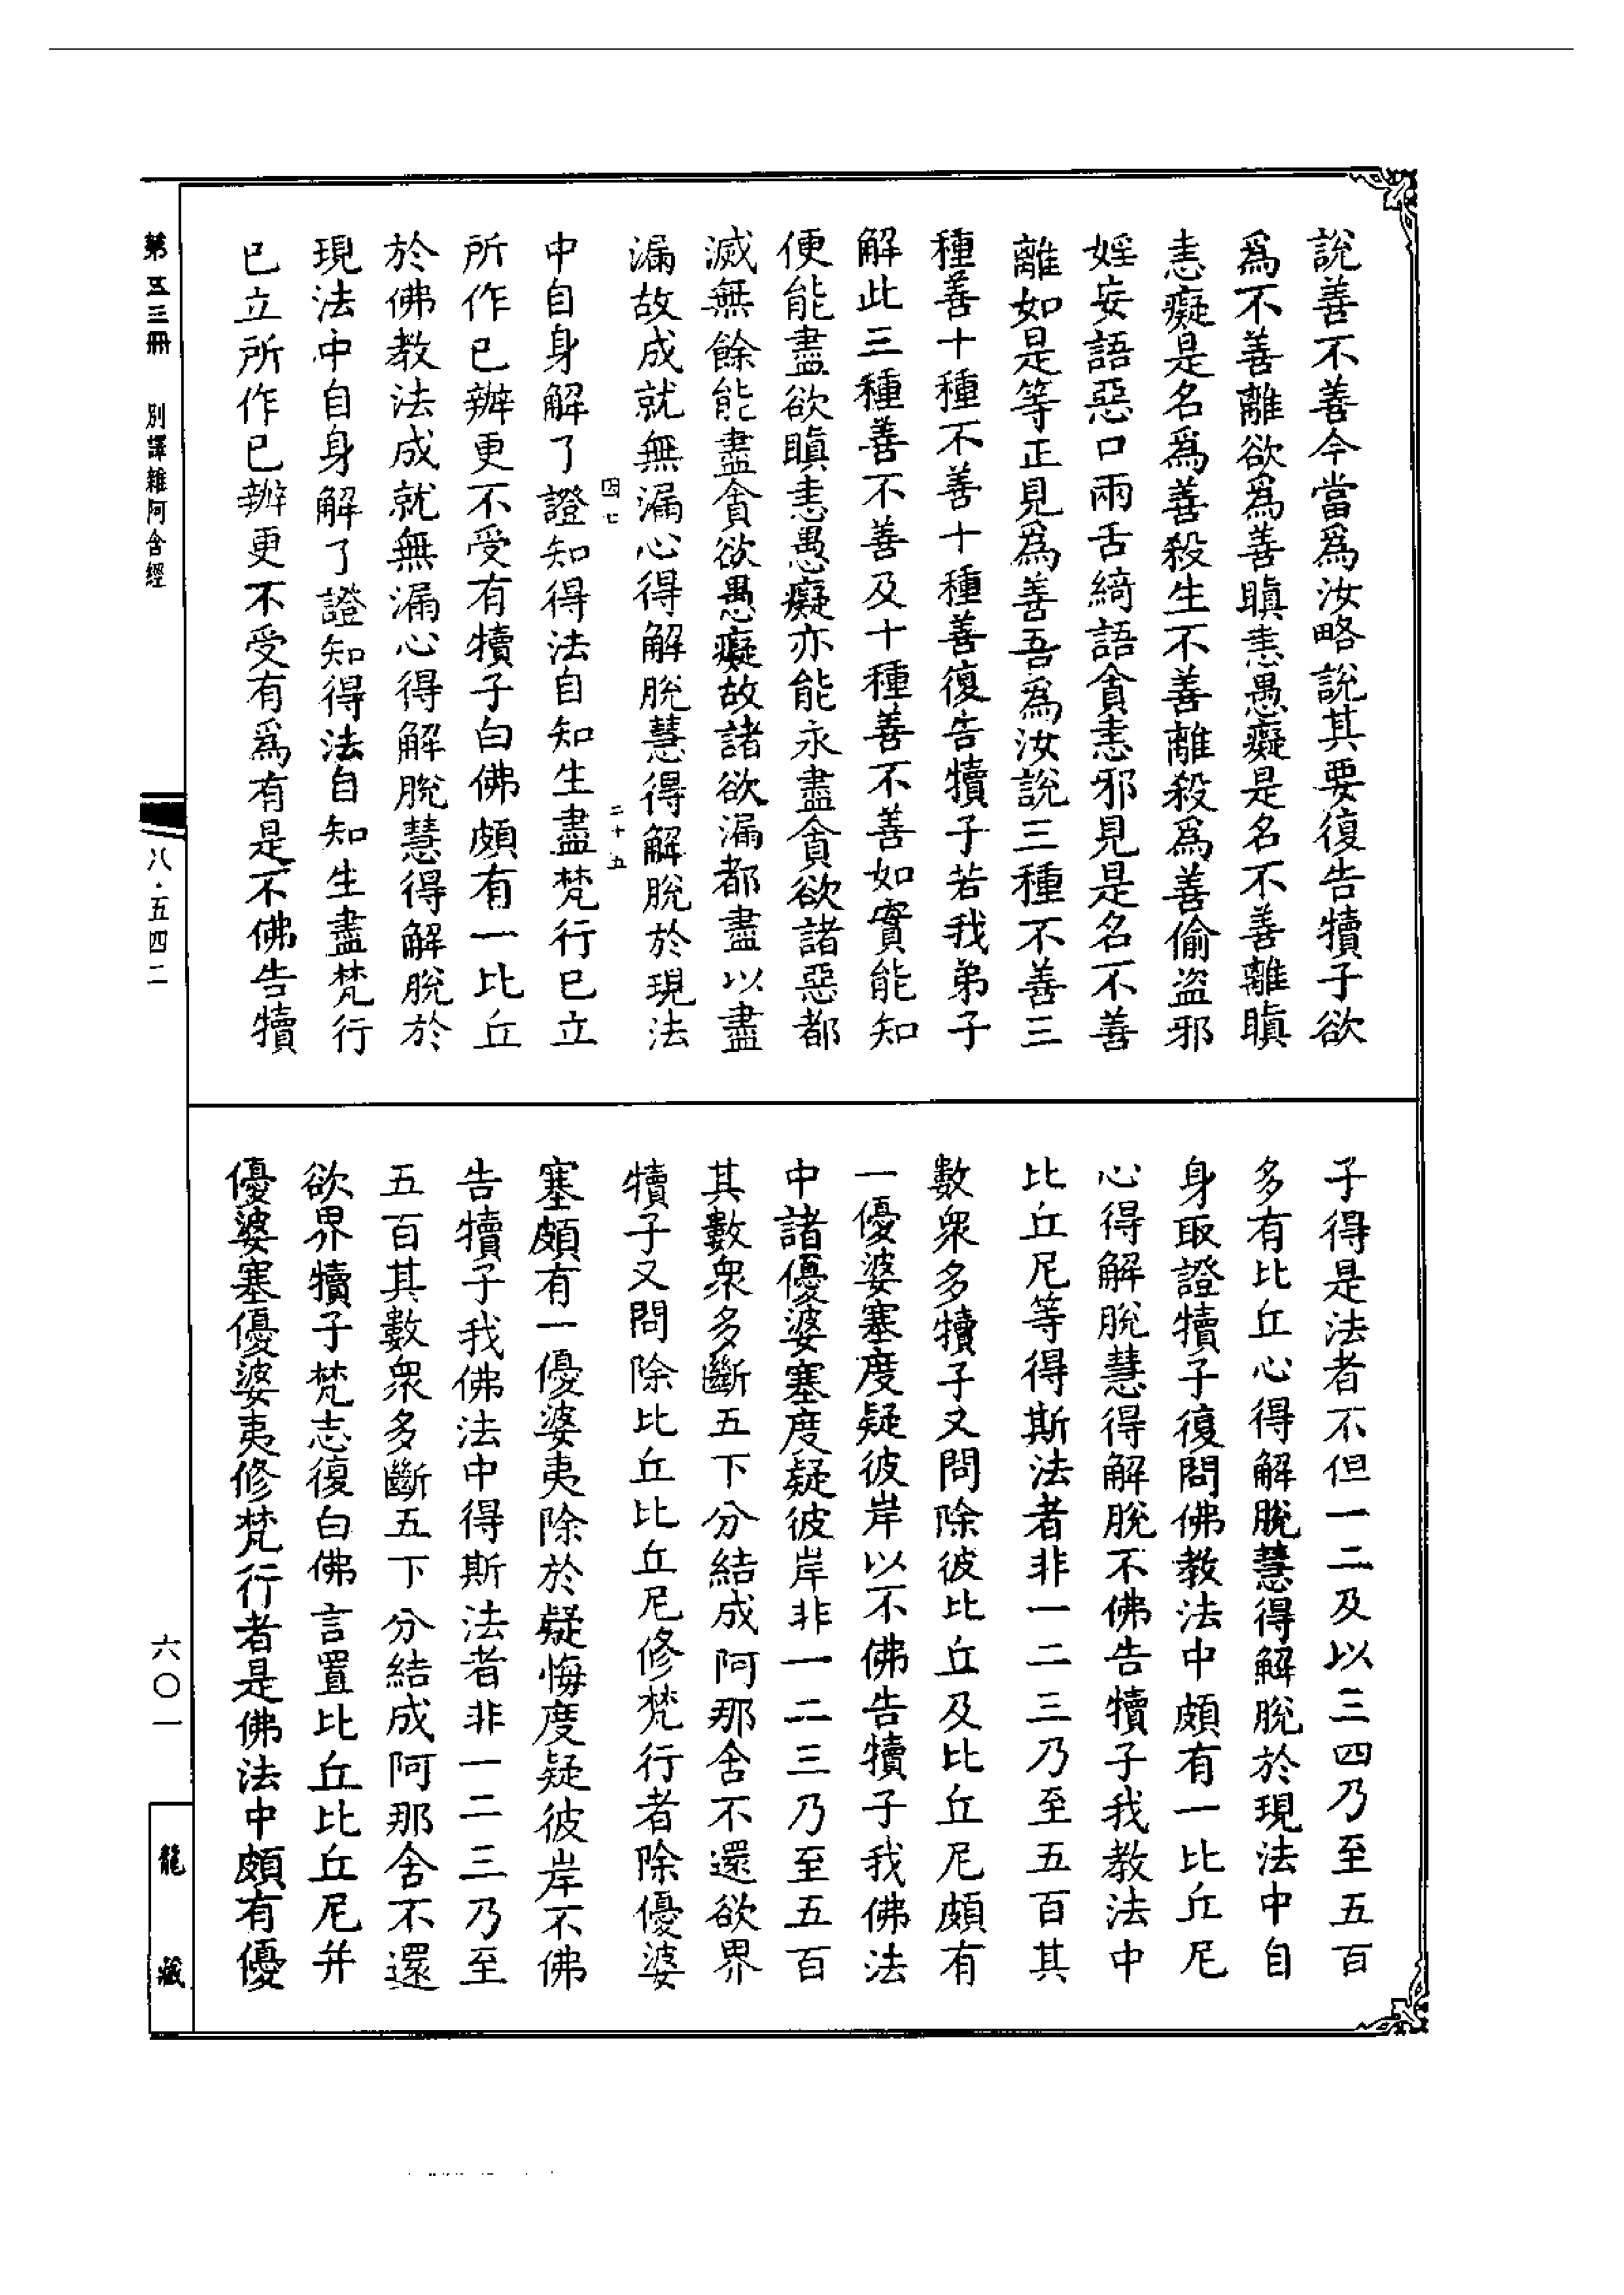 說善不善今當爲汝略說其要復告犢子欲
爲不善離欲爲善瞋恚愚癡是名不善離瞋
恚癡是名爲善殺生不善離殺爲善偷盜邪
婬妄語惡口兩舌綺語貪恚邪見是名不善
離如是等正見爲善吾爲汝說三種不善三
種善十種不善十種善復告犢子若我弟子
解此三種善不善及十種善不善如實能知
便能盡欲瞋恚愚癡亦能永盡貪欲諸惡都
滅無餘能盡貪欲愚癡故諸欲漏都盡以盡
漏故成就無漏心得解脫慧得解脫於現法
四七
二十五
中自身解了證知得法自知生盡梵行已立
所作已辦更不受有犢子白佛頗有一比丘
於佛教法成就無漏心得解脫慧得解脫於
現法中自身解了證知得法自知生盡梵行
已立所作已辦更不受有爲有是不佛告犢
子得是法者不但一二及以三四乃至五百
多有比丘心得解脫慧得解脫於現法中自
身取證犢子復問佛教法中頗有一比丘尼
心得解脫慧得解脫不佛告犢子我教法中
比丘尼等得斯法者非一二三乃至五百其
數衆多犢子又問除彼比丘及比丘尼頗有
一優婆塞度疑彼岸以不佛告犢子我佛法
中諸優婆塞度疑彼岸非一二三乃至五百
其數衆多斷五下分結成阿那含不還欲界
犢子又問除比丘比丘尼修梵行者除優婆
塞頗有一優婆夷除於疑悔度疑彼岸不佛
告犢子我佛法中得斯法者非一二三乃至
五百其數衆多斷五下分結成阿那含不還
欲界犢子梵志復白佛言置比丘比丘尼并
優婆塞優婆夷修梵行者是佛法中頗有優
第五三冊 別譯雜阿含經
八·五四二
六〇一
龍藏